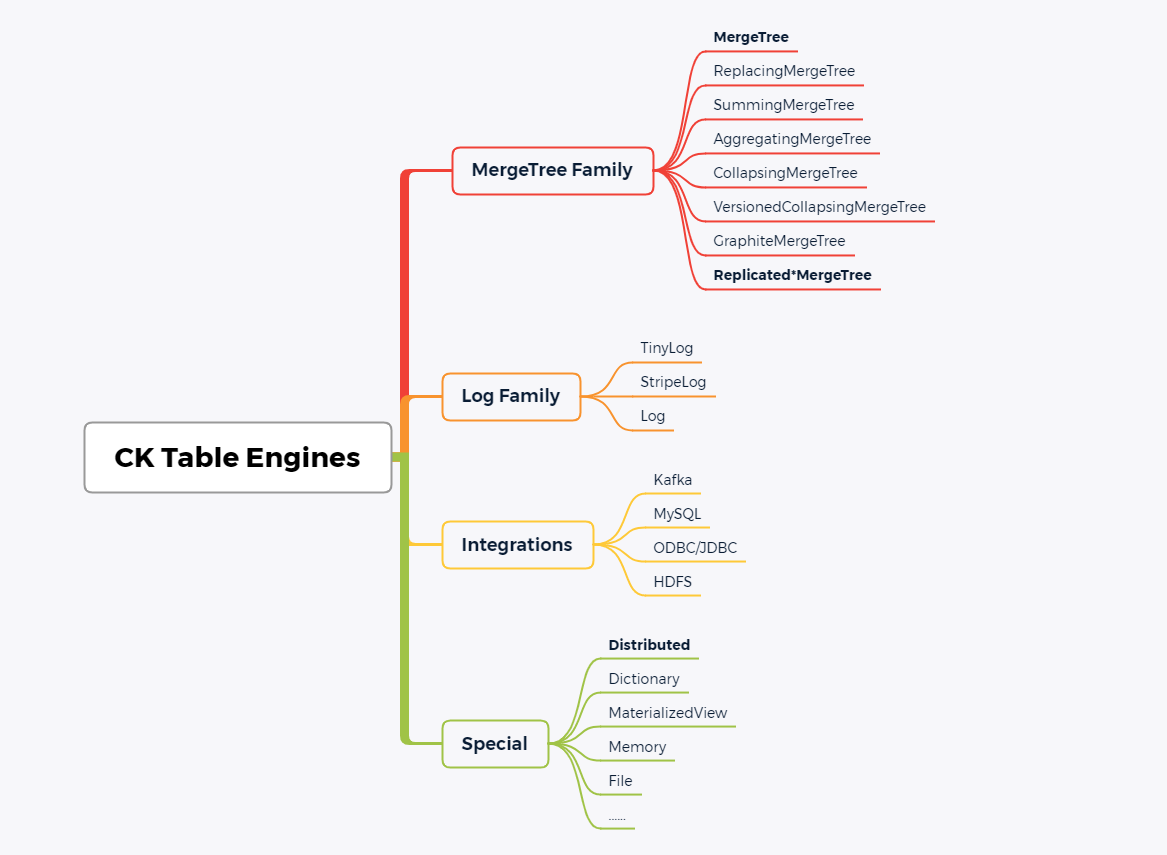 CK Table Engines
MergeTree Family
MergeTree
ReplacingMergeTree
SummingMergeTree
AggregatingMergeTree
CollapsingMergeTree
VersionedCollapsingMergeTree
GraphiteMergeTree
Replicated*MergeTree
Log Family
TinyLog
StripeLog
Log
Integrations
Kafka
MySQL
ODBC/JDBC
HDFS
Special
Distributed
Dictionary
MaterializedView
Memory
File
......